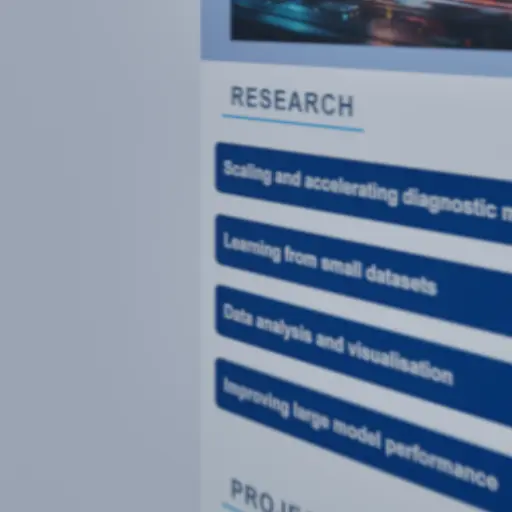 RESEARCH
Scaling and accelerating diagnostic
Learning from small datasets
Data analysis and visualisation
Improving large model performance